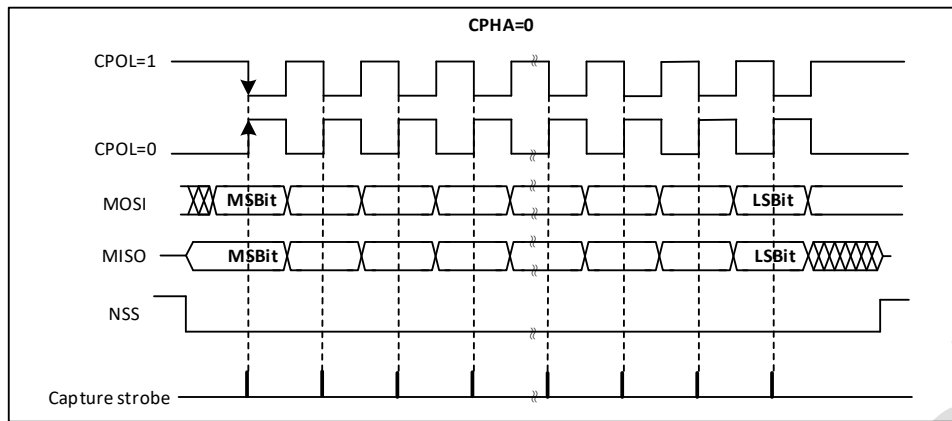 CPHA=0
CPOL=1
CPOL=0
MOSI MSBit LSBit
MISO MSBit LSBit
NSS
Capture strobe